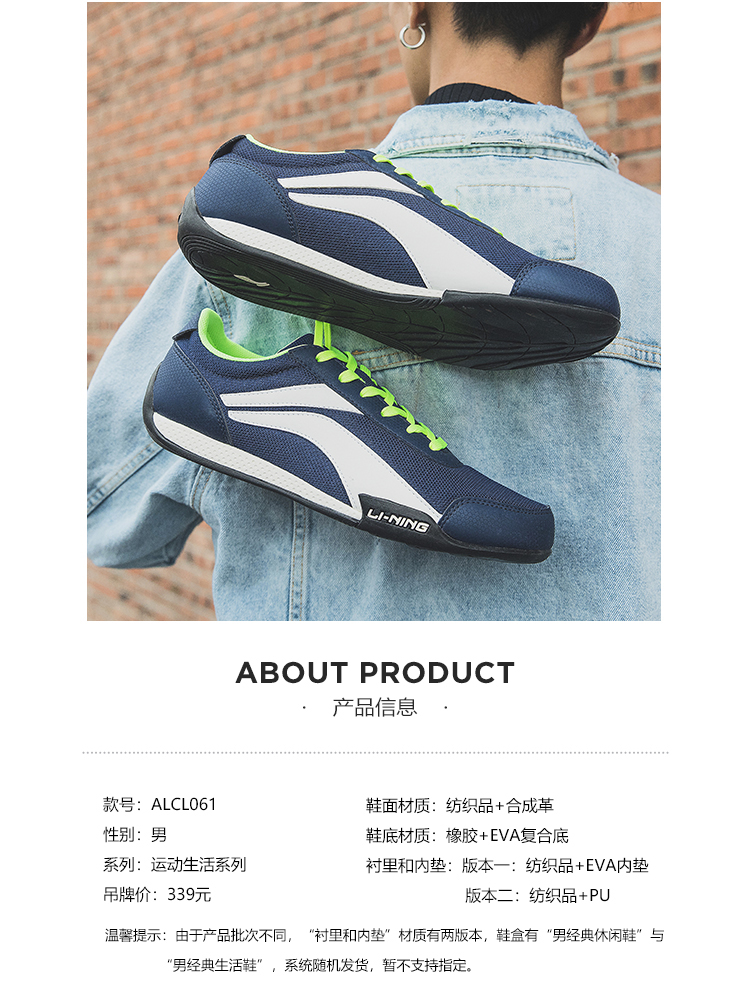 LI-NING
ABOUT PRODUCT
· 产品信息 ·
款号：ALCL061
性别：男
系列：运动生活系列
吊牌价：339元
鞋面材质：纺织品+合成革
鞋底材质：橡胶+EVA复合底
衬里和内垫：版本一：纺织品+EVA内垫
版本二：纺织品+PU
温馨提示：由于产品批次不同，“衬里和内垫”材质有两版本，鞋盒有“男经典休闲鞋”与
“男经典生活鞋”，系统随机发货，暂不支持指定。